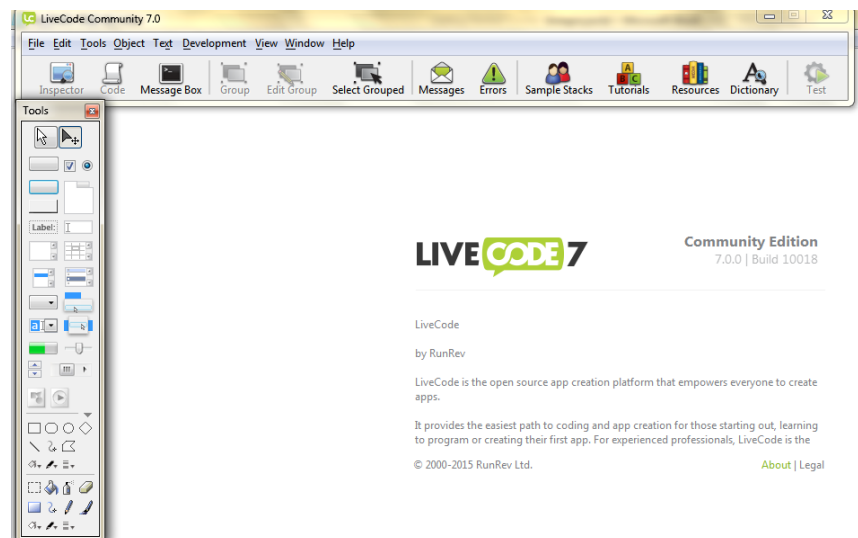 LiveCode Community 7.0
File Edit Tools Object Text Development View Window Help
Inspector Code Message Box Group Edit Group Select Grouped Messages Errors Sample Stacks Tutorials Resources Dictionary Test
Tools
Label:
LIVECODE 7
Community Edition
7.0.0 | Build 10018
LiveCode
by RunRev
LiveCode is the open source app creation platform that empowers everyone to create
apps.
It provides the easiest path to coding and app creation for those starting out, learning
to program or creating their first app. For experienced professionals, LiveCode is the
© 2000-2015 RunRev Ltd.
About | Legal